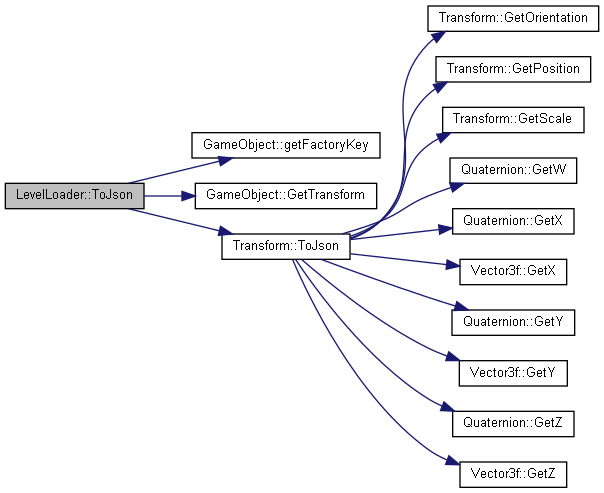 LevelLoader::ToJson
GameObject::getFactoryKey
GameObject::GetTransform
Transform::ToJson
Transform::GetOrientation
Transform::GetPosition
Transform::GetScale
Quaternion::GetW
Quaternion::GetX
Vector3f::GetX
Quaternion::GetY
Vector3f::GetY
Quaternion::GetZ
Vector3f::GetZ